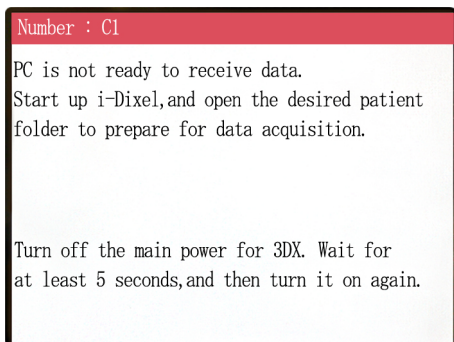 Number : C1
PC is not ready to receive data.
Start up i-Dixel,and open the desired patient
folder to prepare for data acquisition.
Turn off the main power for 3DX. Wait for
at least 5 seconds,and then turn it on again.